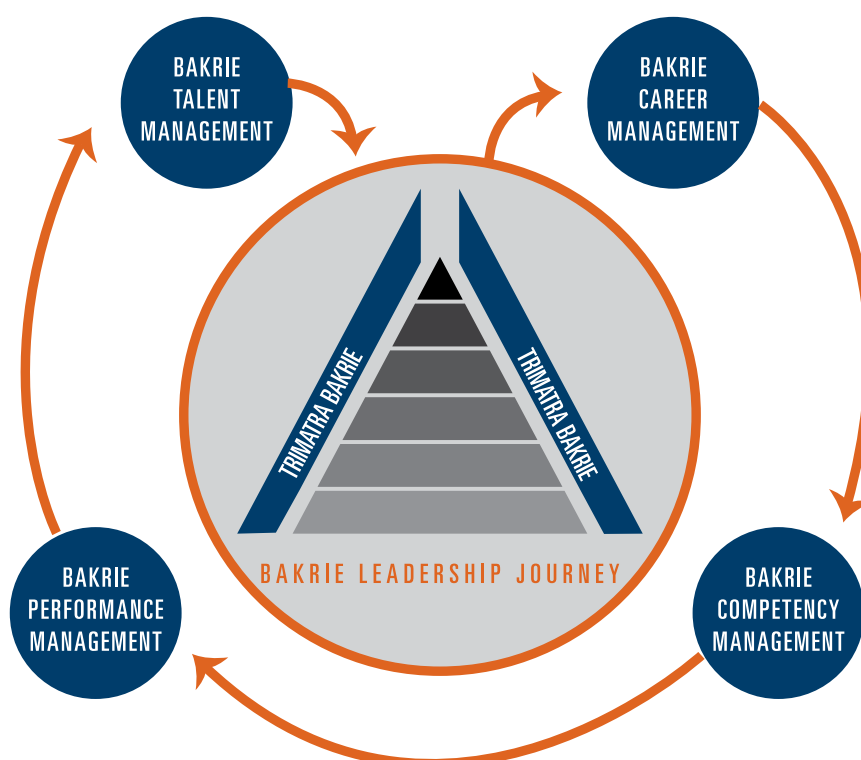 BAKRIE
TALENT
MANAGEMENT
BAKRIE
CAREER
MANAGEMENT
TRIMATRA BAKRIE
TRIMATRA BAKRIE
BAKRIE LEADERSHIP JOURNEY
BAKRIE
PERFORMANCE
MANAGEMENT
BAKRIE
COMPETENCY
MANAGEMENT